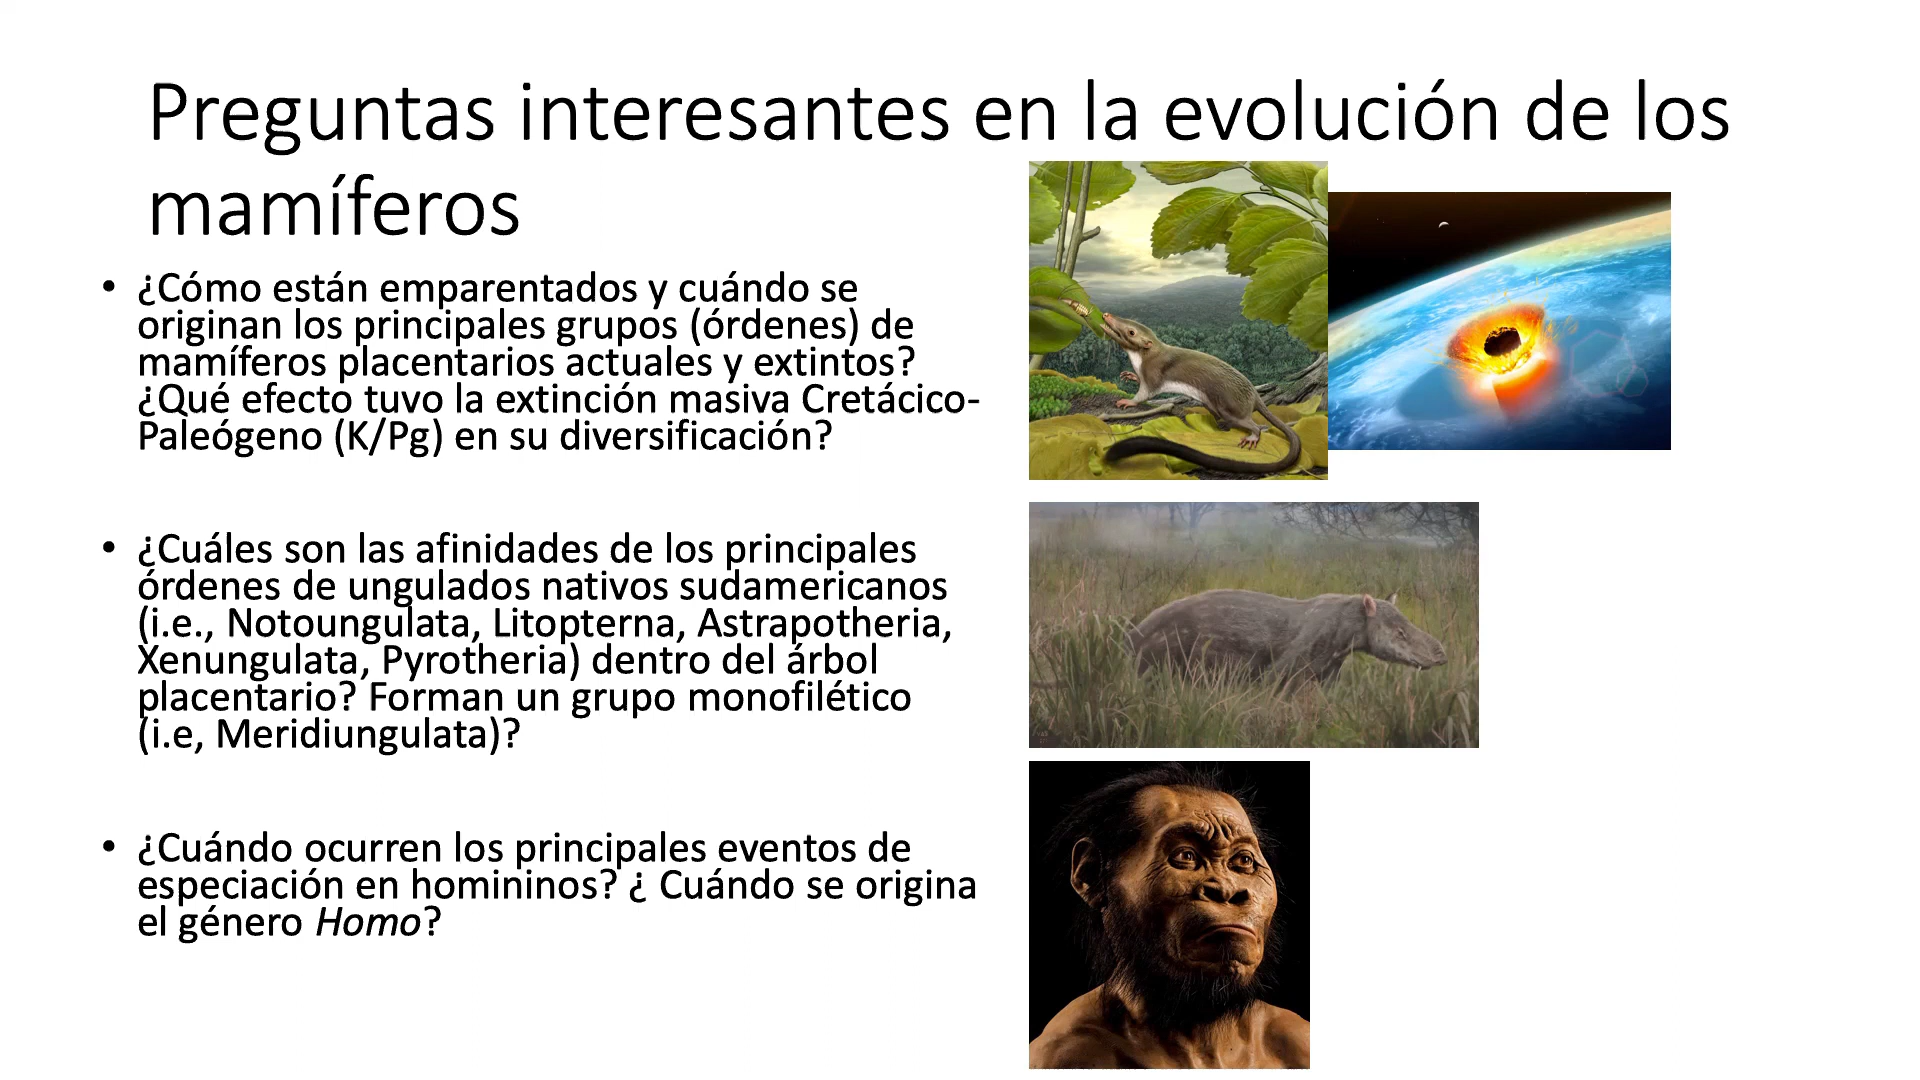 Preguntas interesantes en la evolución de los
mamíferos
• ¿Cómo están emparentados y cuándo se
originan los principales grupos (órdenes) de
mamíferos placentarios actuales y extintos?
¿Qué efecto tuvo la extinción masiva Cretácico-
Paleógeno (K/Pg) en su diversificación?
• ¿Cuáles son las afinidades de los principales
órdenes de ungulados nativos sudamericanos
(i.e., Notoungulata, Litopterna, Astrapotheria,
Xenungulata, Pyrotheria) dentro del árbol
placentario? Forman un grupo monofilético
(i.e, Meridiungulata)?
• ¿Cuándo ocurren los principales eventos de
especiación en homininos? ¿ Cuándo se origina
el género Homo?